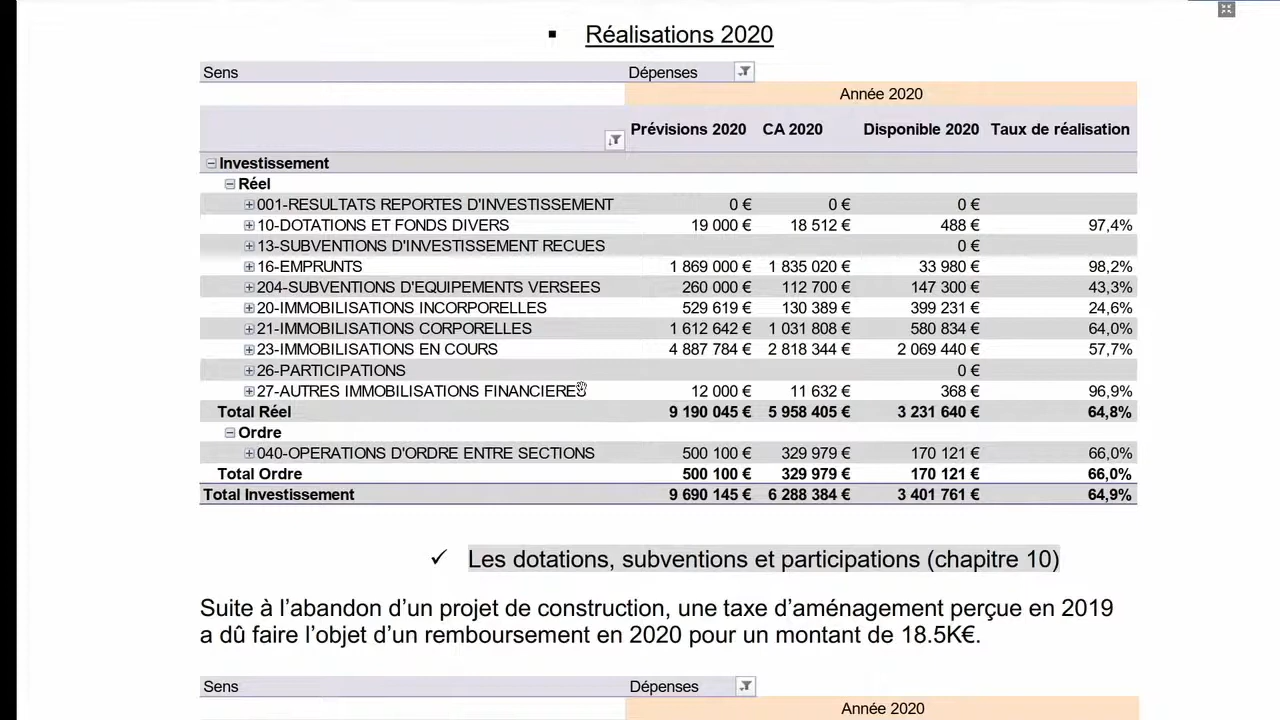 ▪ Réalisations 2020
Sens Dépenses
Année 2020
Prévisions 2020 CA 2020 Disponible 2020 Taux de réalisation
Investissement
Réel
001-RESULTATS REPORTES D'INVESTISSEMENT 0 € 0 € 0 €
10-DOTATIONS ET FONDS DIVERS 19 000 € 18 512 € 488 € 97,4%
13-SUBVENTIONS D'INVESTISSEMENT RECUES 0 €
16-EMPRUNTS 1 869 000 € 1 835 020 € 33 980 € 98,2%
204-SUBVENTIONS D'EQUIPEMENTS VERSEES 260 000 € 112 700 € 147 300 € 43,3%
20-IMMOBILISATIONS INCORPORELLES 529 619 € 130 389 € 399 231 € 24,6%
21-IMMOBILISATIONS CORPORELLES 1 612 642 € 1 031 808 € 580 834 € 64,0%
23-IMMOBILISATIONS EN COURS 4 887 784 € 2 818 344 € 2 069 440 € 57,7%
26-PARTICIPATIONS 0 €
27-AUTRES IMMOBILISATIONS FINANCIERES 12 000 € 11 632 € 368 € 96,9%
Total Réel 9 190 045 € 5 958 405 € 3 231 640 € 64,8%
Ordre
040-OPERATIONS D'ORDRE ENTRE SECTIONS 500 100 € 329 979 € 170 121 € 66,0%
Total Ordre 500 100 € 329 979 € 170 121 € 66,0%
Total Investissement 9 690 145 € 6 288 384 € 3 401 761 € 64,9%
✓ Les dotations, subventions et participations (chapitre 10)
Suite à l’abandon d’un projet de construction, une taxe d’aménagement perçue en 2019
a dû faire l’objet d’un remboursement en 2020 pour un montant de 18.5K€.
Sens Dépenses
Année 2020